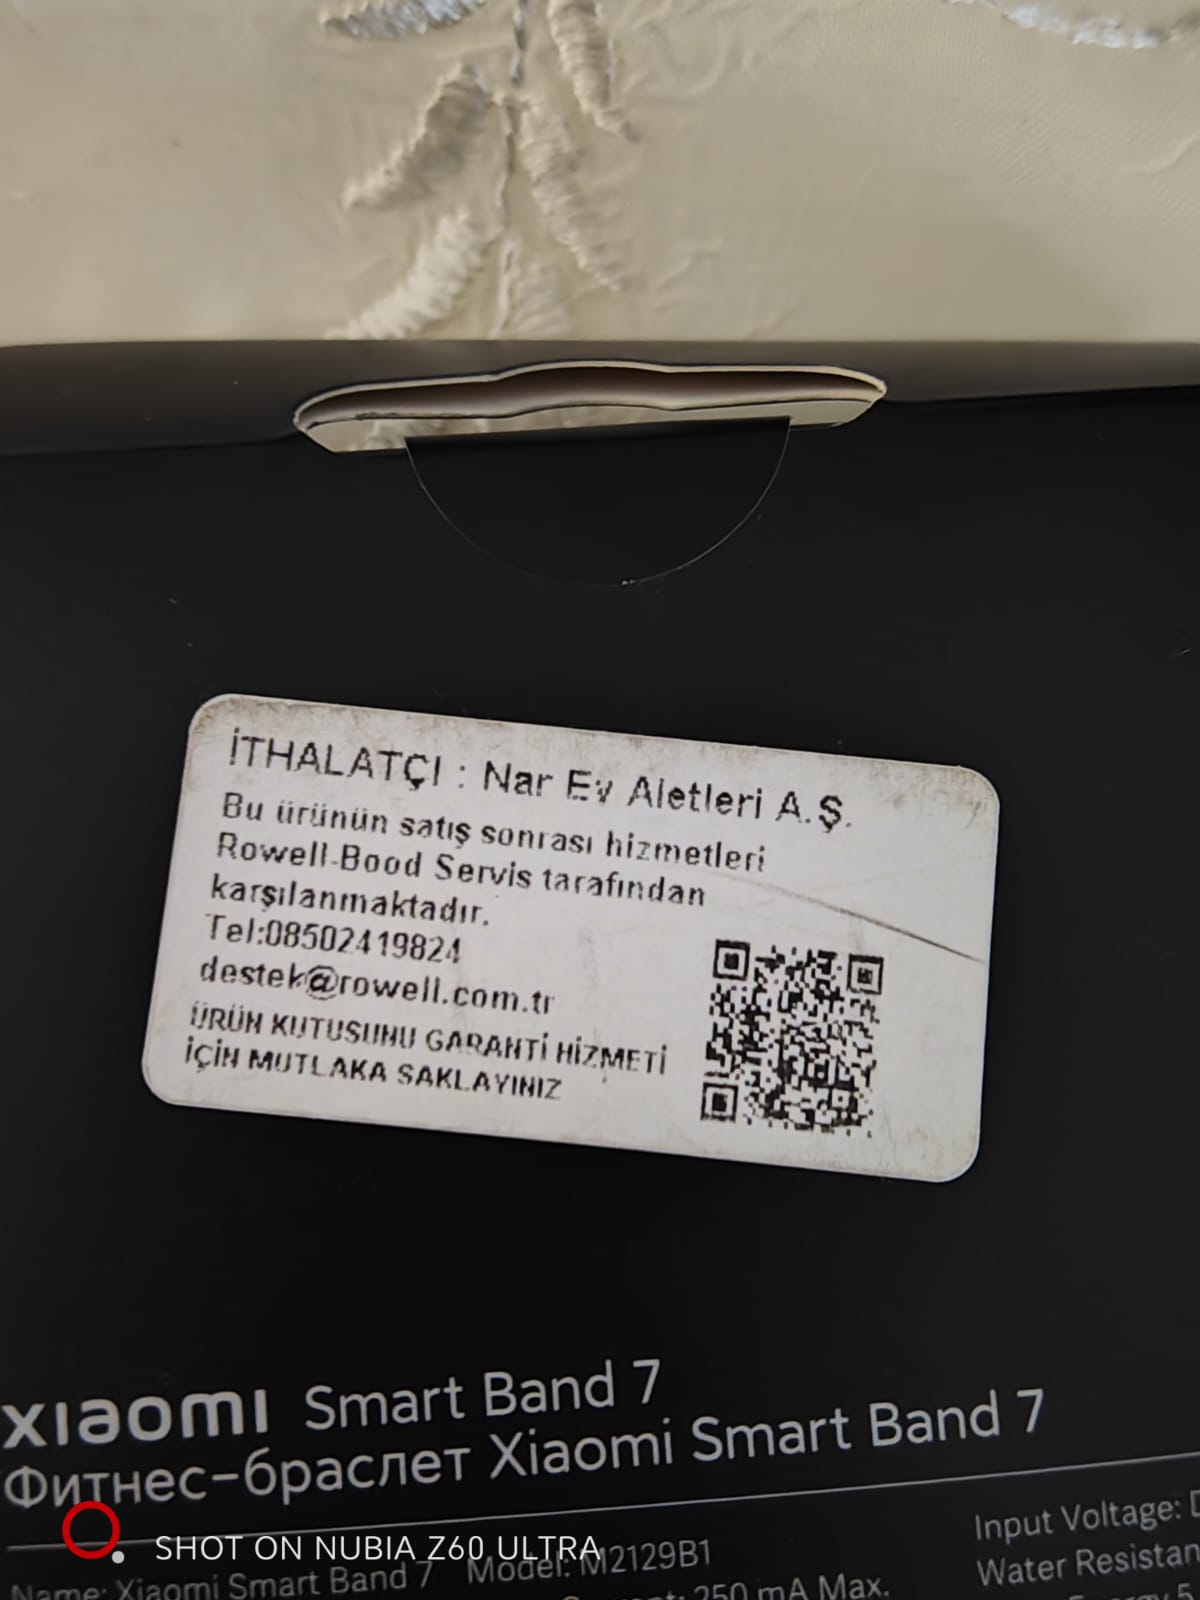 İTHALATÇI : Nar Ev Aletleri A.Ş.
Bu ürünün satış sonrası hizmetleri
Rowell-Bood Servis tarafından
karşılanmaktadır.
Tel:08502419824
destek@rowell.com.tr
ÜRÜN KUTUSUNU GARANTİ HİZMETİ
İÇİN MUTLAKA SAKLAYINIZ
xiaomi Smart Band 7
Фитнес-браслет Xiaomi Smart Band 7
Input Voltage:
SHOT ON NUBIA Z60 ULTRA
Name: Xiaomi Smart Band 7 Model: M2129B1
Water
250 mA Max.